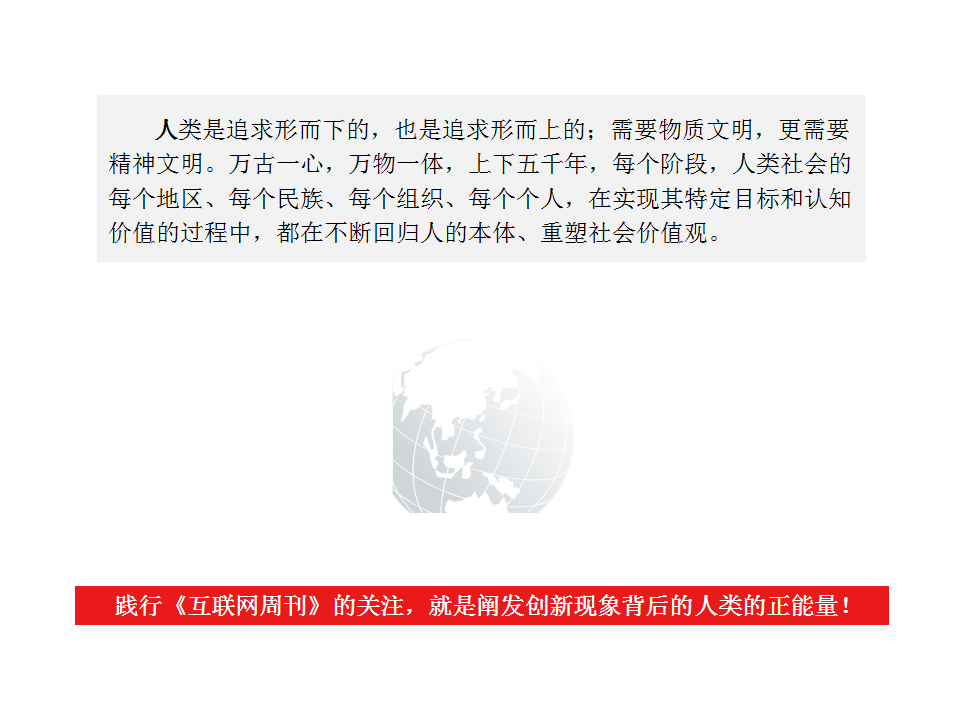 人类是追求形而下的，也是追求形而上的；需要物质文明，更需要
精神文明。万古一心，万物一体，上下五千年，每个阶段，人类社会的
每个地区、每个民族、每个组织、每个个人，在实现其特定目标和认知
价值的过程中，都在不断回归人的本体、重塑社会价值观。
践行《互联网周刊》的关注，就是阐发创新现象背后的人类的正能量！